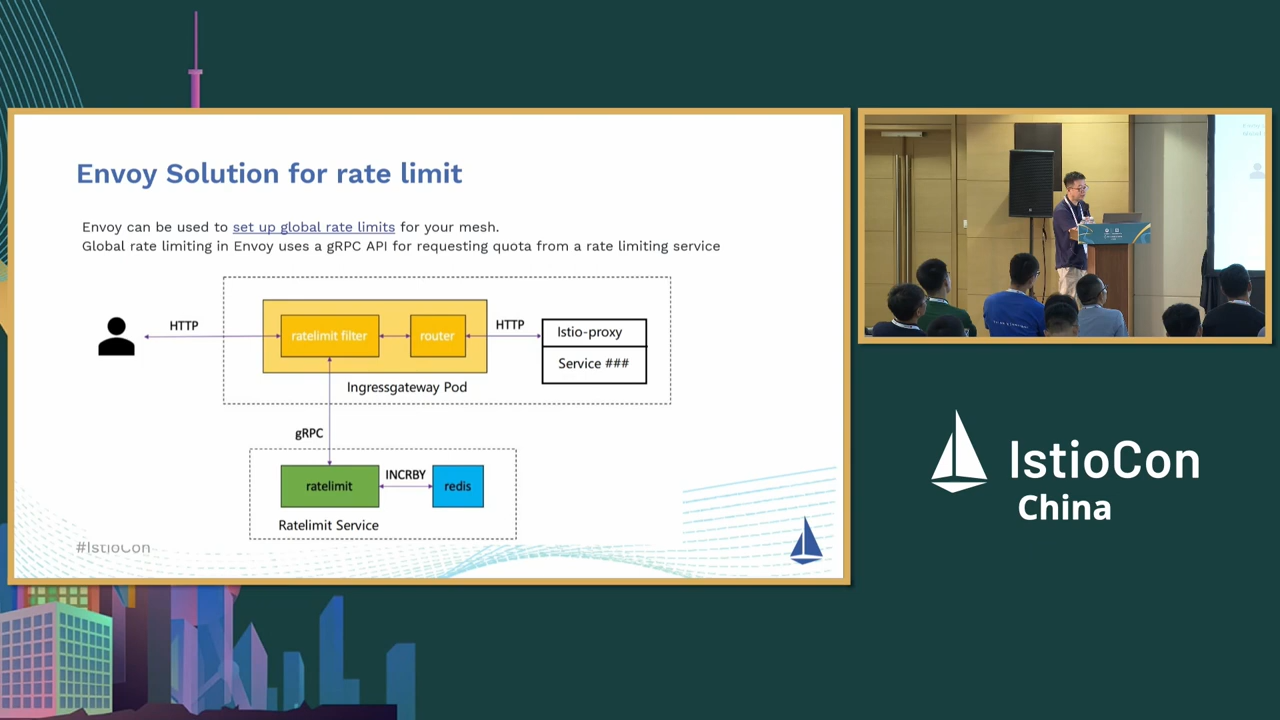 Envoy Solution for rate limit
Envoy can be used to set up global rate limits for your mesh.
Global rate limiting in Envoy uses a gRPC API for requesting quota from a rate limiting service
HTTP
ratelimit filter
router
HTTP
Istio-proxy
Service ###
Ingressgateway Pod
gRPC
ratelimit
INCRBY
redis
Ratelimit Service
#IstioCon
IstioCon
China